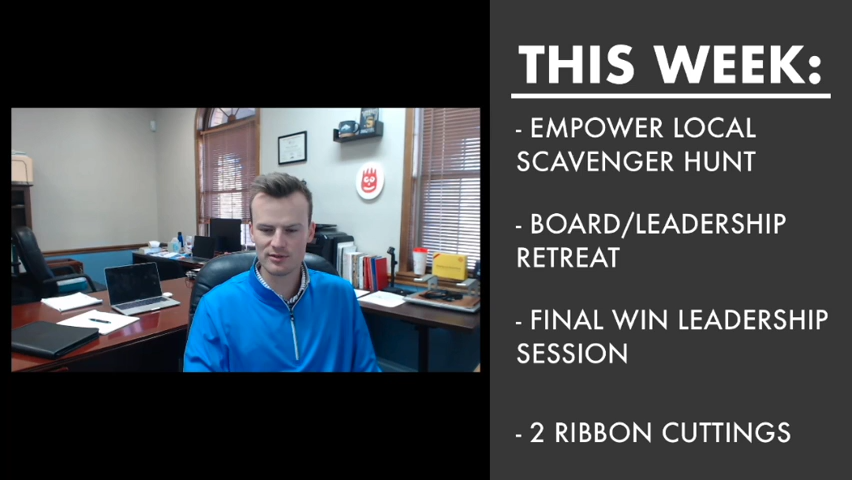 THIS WEEK:
- EMPOWER LOCAL
SCAVENGER HUNT
- BOARD/LEADERSHIP
RETREAT
- FINAL WIN LEADERSHIP
SESSION
- 2 RIBBON CUTTINGS